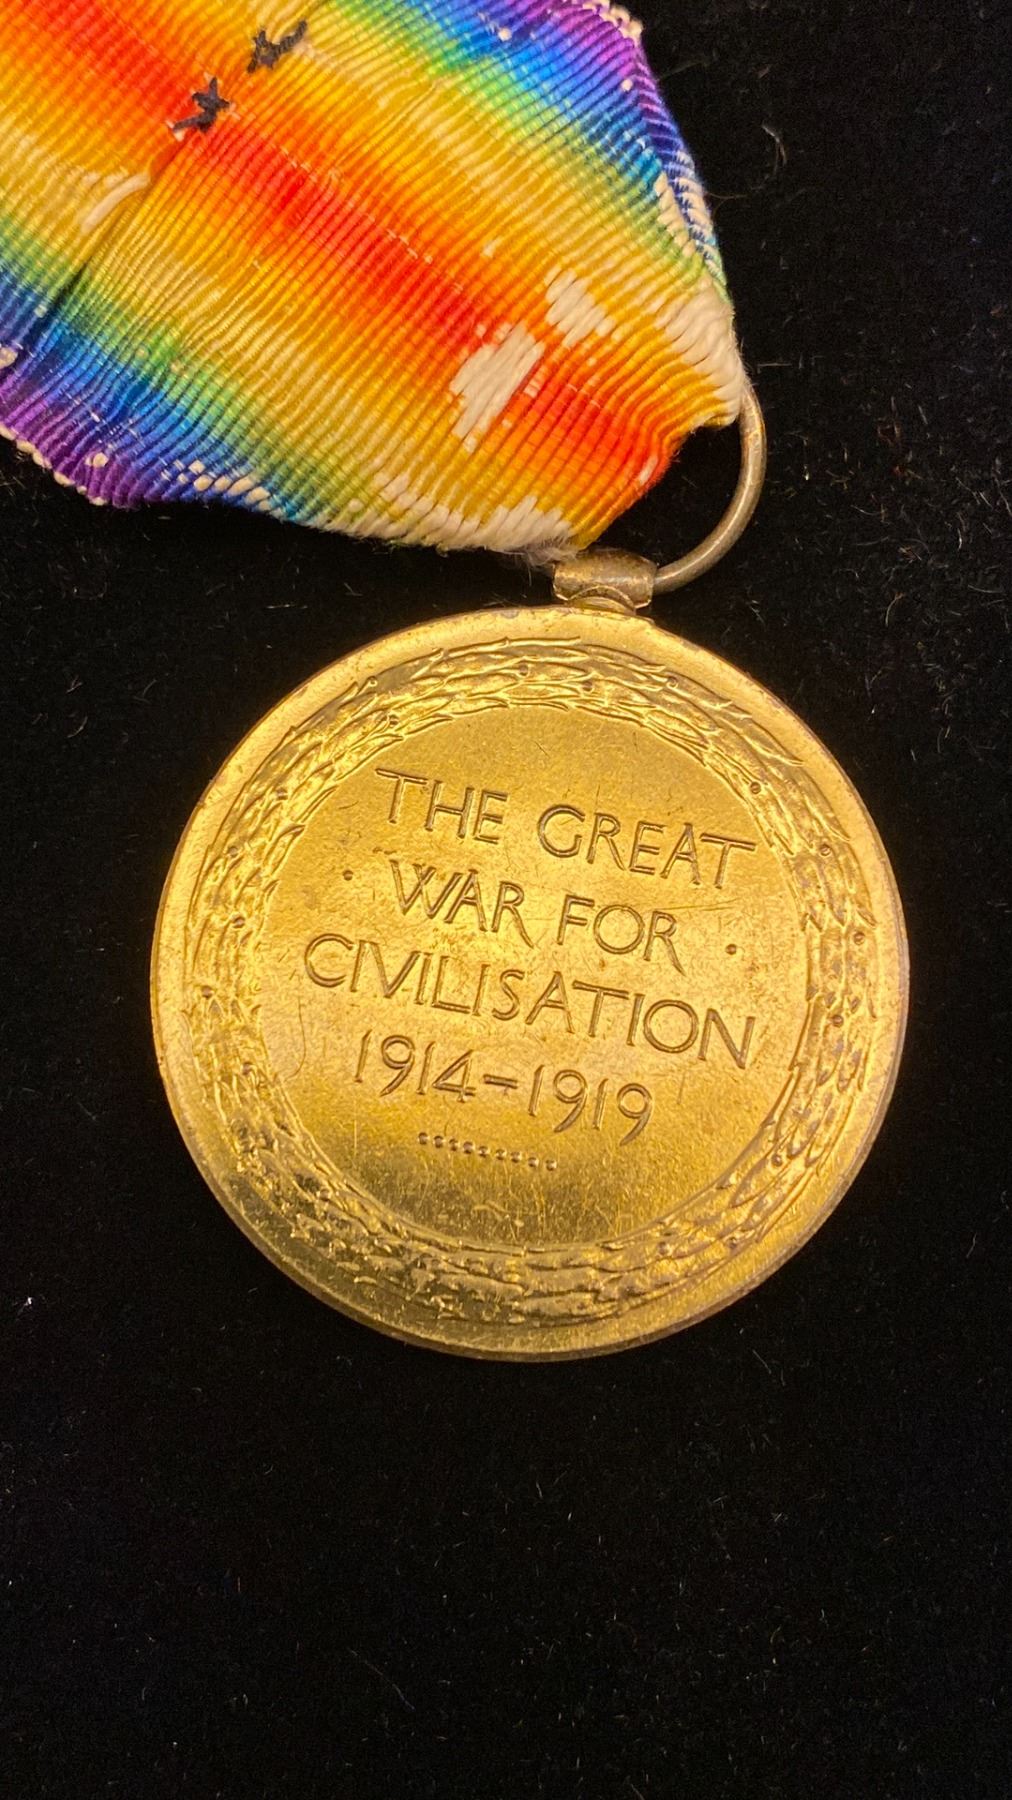 THE GREAT
· WAR FOR ·
CIVILISATION
1914-1919